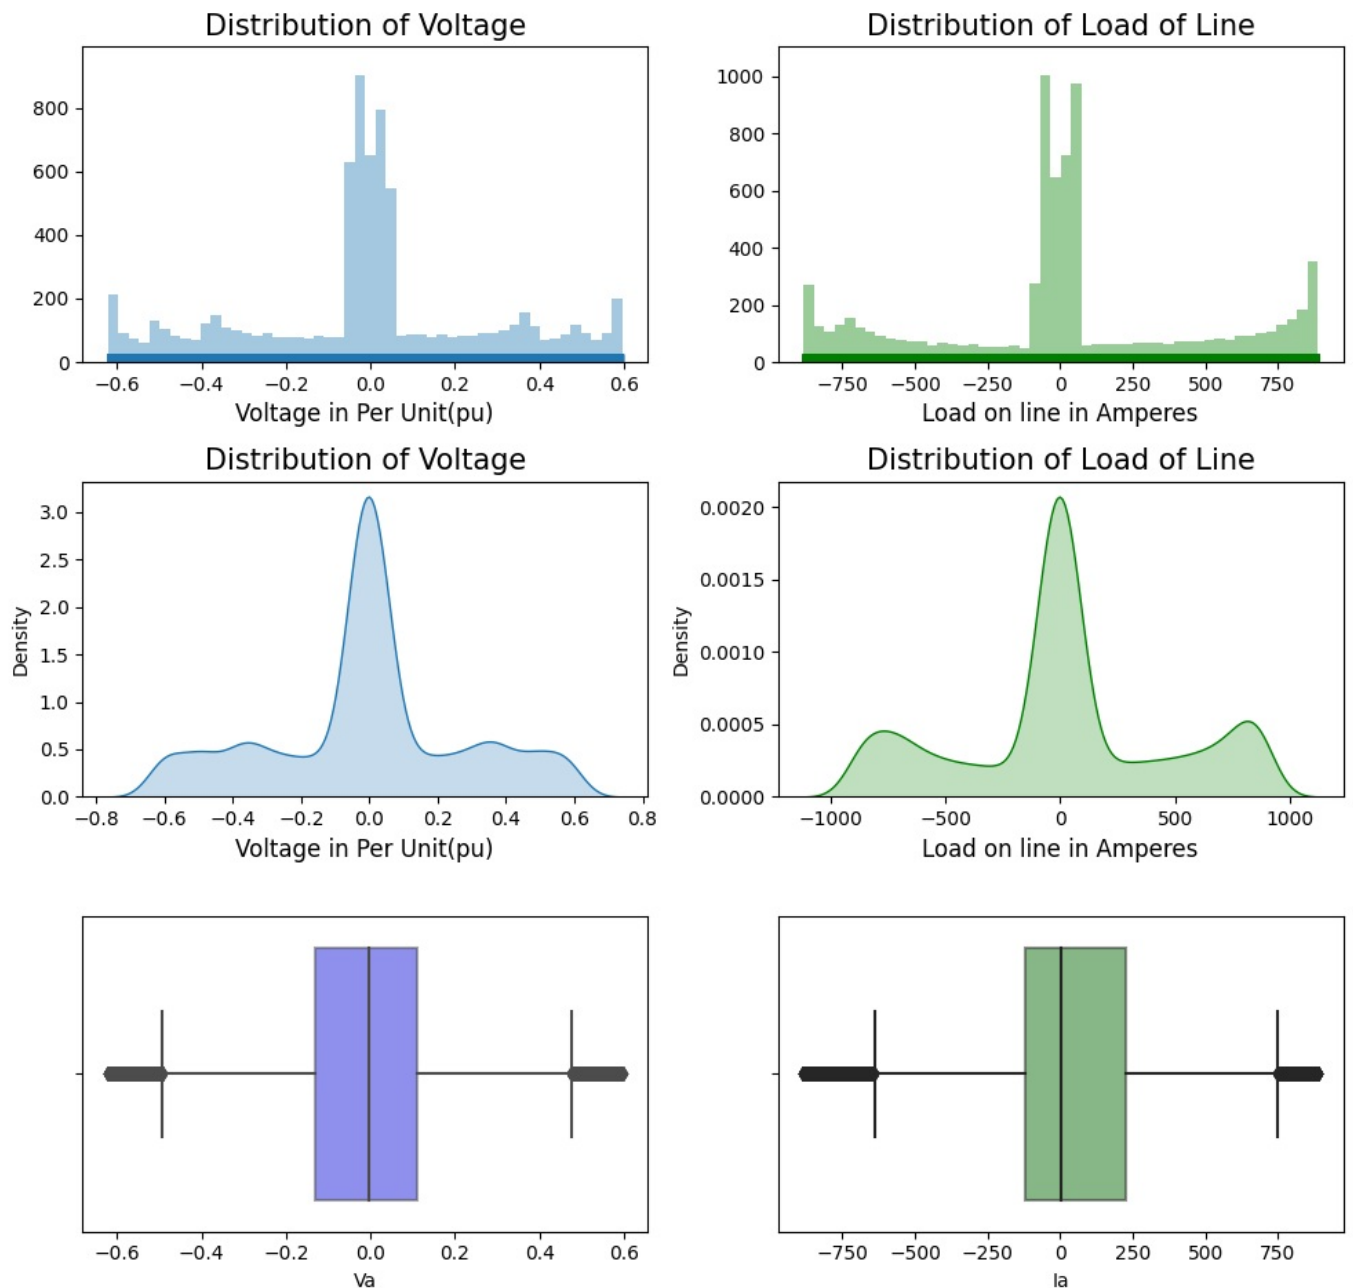 Distribution of Voltage
800
600
400
200
0
−0.6 −0.4 −0.2 0.0 0.2 0.4 0.6
Voltage in Per Unit(pu)
Distribution of Load of Line
1000
800
600
400
200
0
−750 −500 −250 0 250 500 750
Load on line in Amperes
Distribution of Voltage
Density
3.0
2.5
2.0
1.5
1.0
0.5
0.0
−0.8 −0.6 −0.4 −0.2 0.0 0.2 0.4 0.6 0.8
Voltage in Per Unit(pu)
Distribution of Load of Line
Density
0.0020
0.0015
0.0010
0.0005
0.0000
−1000 −500 0 500 1000
Load on line in Amperes
−0.6 −0.4 −0.2 0.0 0.2 0.4 0.6
Va
−750 −500 −250 0 250 500 750
Ia